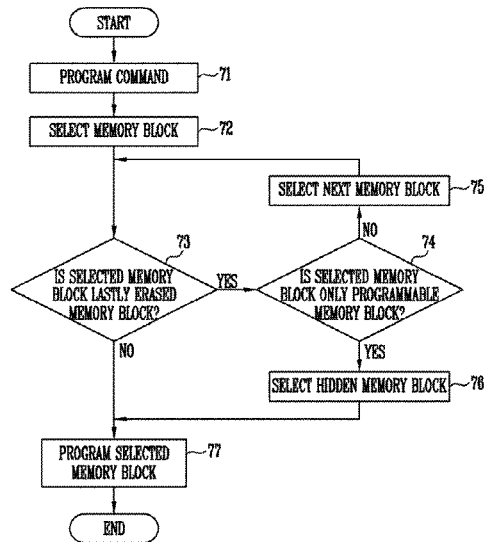 START
PROGRAM COMMAND
71
SELECT MEMORY BLOCK
72
SELECT NEXT MEMORY BLOCK
75
73
IS SELECTED MEMORY
BLOCK LASTLY ERASED
MEMORY BLOCK?
YES
NO
74
NO
IS SELECTED MEMORY
BLOCK ONLY PROGRAMMABLE
MEMORY BLOCK?
YES
SELECT HIDDEN MEMORY BLOCK
76
PROGRAM SELECTED
MEMORY BLOCK
77
END